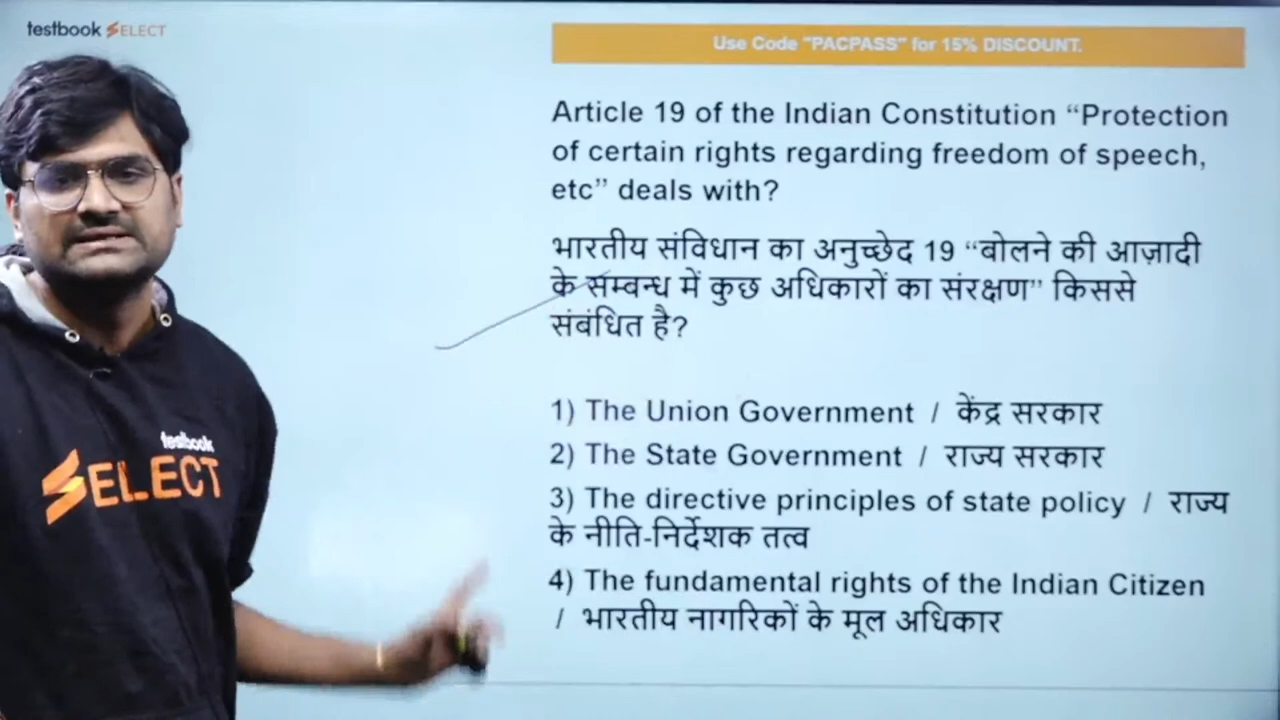 testbook SELECT
Use Code "PACPASS" for 15% DISCOUNT.
Article 19 of the Indian Constitution “Protection
of certain rights regarding freedom of speech,
etc” deals with?
भारतीय संविधान का अनुच्छेद 19 “बोलने की आज़ादी
के सम्बन्ध में कुछ अधिकारों का संरक्षण” किससे
संबंधित है?
1) The Union Government / केंद्र सरकार
2) The State Government / राज्य सरकार
3) The directive principles of state policy / राज्य
के नीति-निर्देशक तत्व
4) The fundamental rights of the Indian Citizen
/ भारतीय नागरिकों के मूल अधिकार
testbook
SELECT